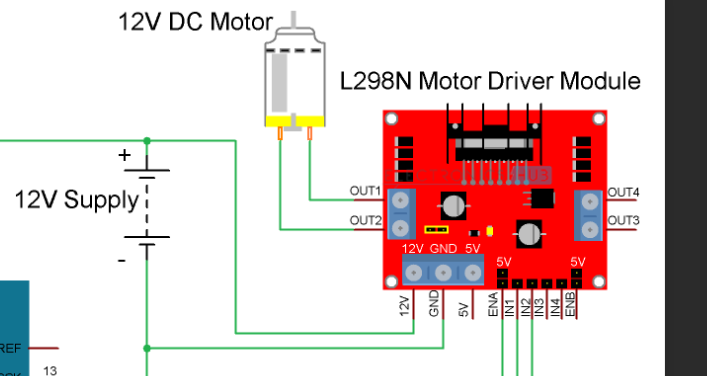 12V DC Motor
L298N Motor Driver Module
+
12V Supply
-
OUT1
OUT2
OUT4
OUT3
12V GND 5V
5V
5V
12V
GND
5V
ENA
IN1
IN2
IN3
IN4
ENB
REF
13